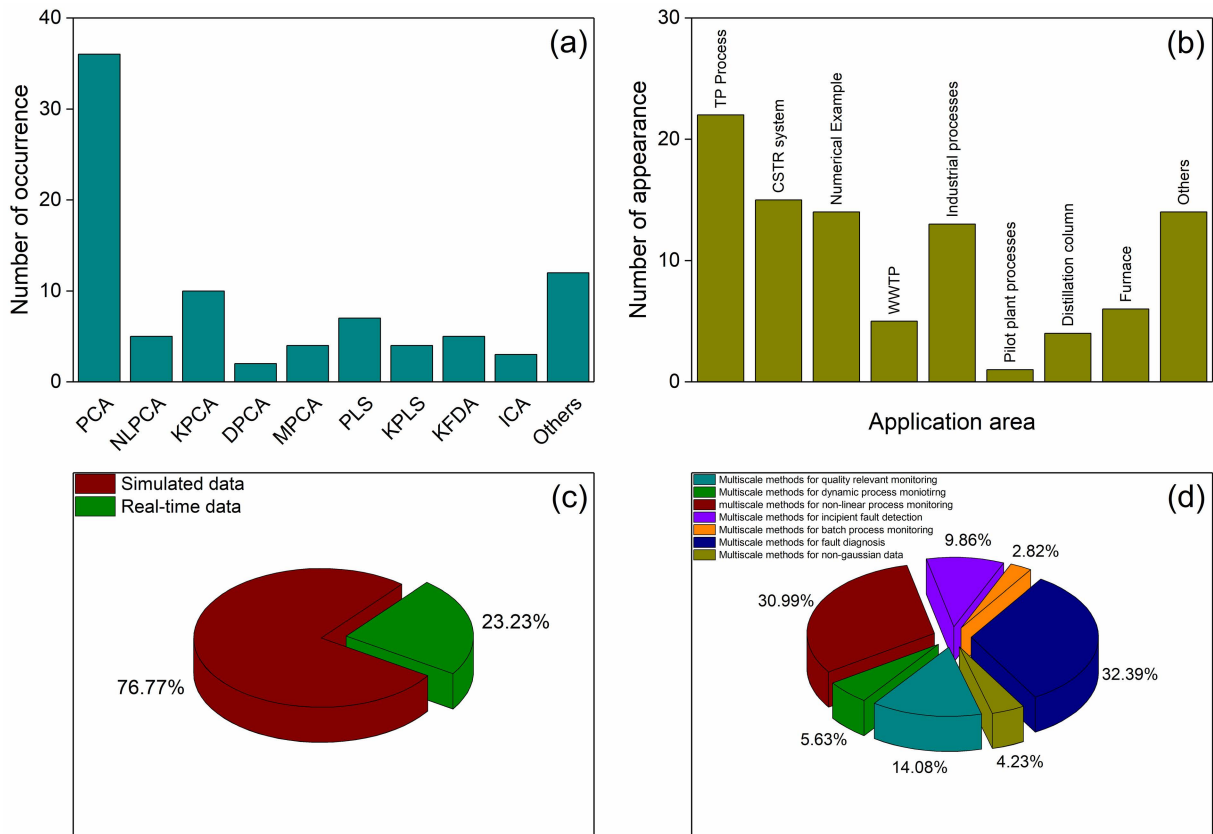 (a)
Number of occurrence
40
30
20
10
0
PCA
NLPCA
KPCA
DPCA
MPCA
PLS
KPLS
KFDA
ICA
Others
(b)
Number of appearance
30
20
10
0
TP Process
CSTR system
Numerical Example
WWTP
Industrial processes
Pilot plant processes
Distillation column
Furnace
Others
Application area
(c)
Simulated data
Real-time data
23.23%
76.77%
(d)
Multiscale methods for quality relevant monitoring
Multiscale methods for dynamic process moniotirng
multiscale methods for non-linear process monitoring
Multiscale methods for incipient fault detection
Multiscale methods for batch process monitoring
Multiscale methods for fault diagnosis
Multiscale methods for non-gaussian data
9.86%
2.82%
30.99%
32.39%
5.63%
14.08%
4.23%